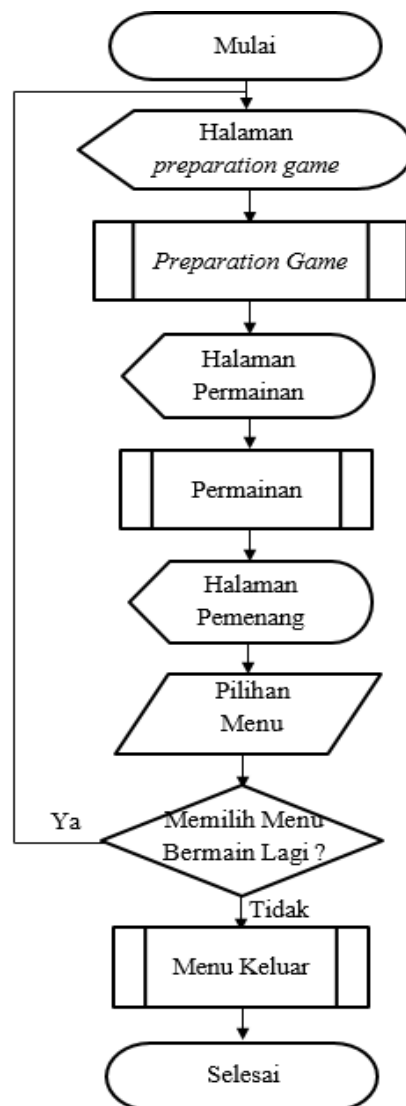 Mulai
Halaman
preparation game
Preparation Game
Halaman
Permainan
Permainan
Halaman
Pemenang
Pilihan
Menu
Memilih Menu
Bermain Lagi ?
Ya
Tidak
Menu Keluar
Selesai